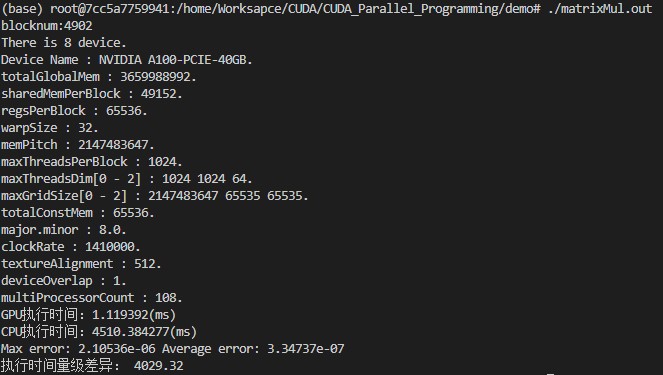 (base) root@7cc5e7759941:/home/Worksapce/CUDA/CUDA_Parallel_Programming/demo# ./matrixMul.out
blocknum:4902
There is 8 device.
Device Name : NVIDIA A100-PCIE-40GB.
totalGlobalMem : 3659988992.
sharedMemPerBlock : 49152.
regsPerBlock : 65536.
warpSize : 32.
memPitch : 2147483647.
maxThreadsPerBlock : 1024.
maxThreadsDim[0 - 2] : 1024 1024 64.
maxGridSize[0 - 2] : 2147483647 65535 65535.
totalConstMem : 65536.
major.minor : 8.0.
clockRate : 1410000.
textureAlignment : 512.
deviceOverlap : 1.
multiProcessorCount : 108.
GPU执行时间：1.119392(ms)
CPU执行时间：4510.384277(ms)
Max error: 2.10536e-06 Average error: 3.34737e-07
执行时间量级差异： 4029.32